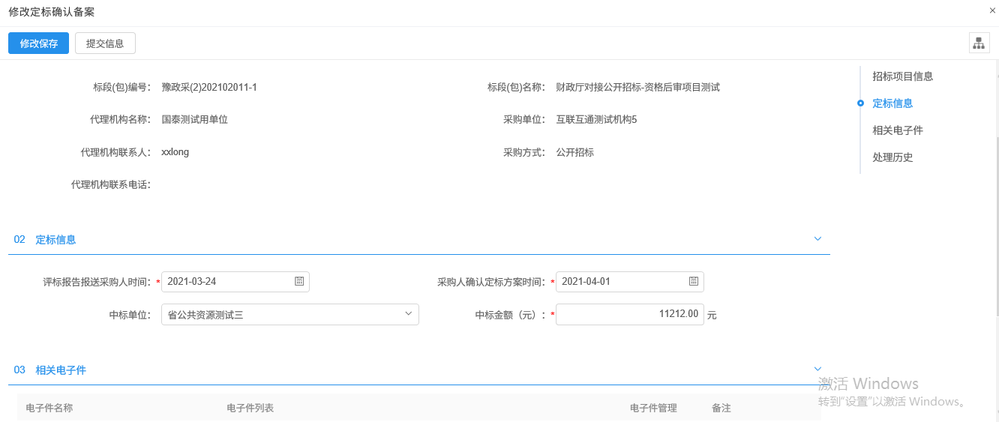 修改定标确认备案
×
修改保存 提交信息
标段(包)编号： 豫政采(2)202102011-1 标段(包)名称： 财政厅对接公开招标-资格后审项目测试
代理机构名称： 国泰测试用单位 采购单位： 互联互通测试机构5
代理机构联系人： xxlong 采购方式： 公开招标
代理机构联系电话：
招标项目信息
定标信息
相关电子件
处理历史
02 定标信息
评标报告报送采购人时间：* 2021-03-24 采购人确认定标方案时间：* 2021-04-01
中标单位： 省公共资源测试三 中标金额（元）：* 11212.00 元
03 相关电子件
电子件名称 电子件列表 电子件管理 备注
激活 Windows
转到"设置"以激活 Windows。